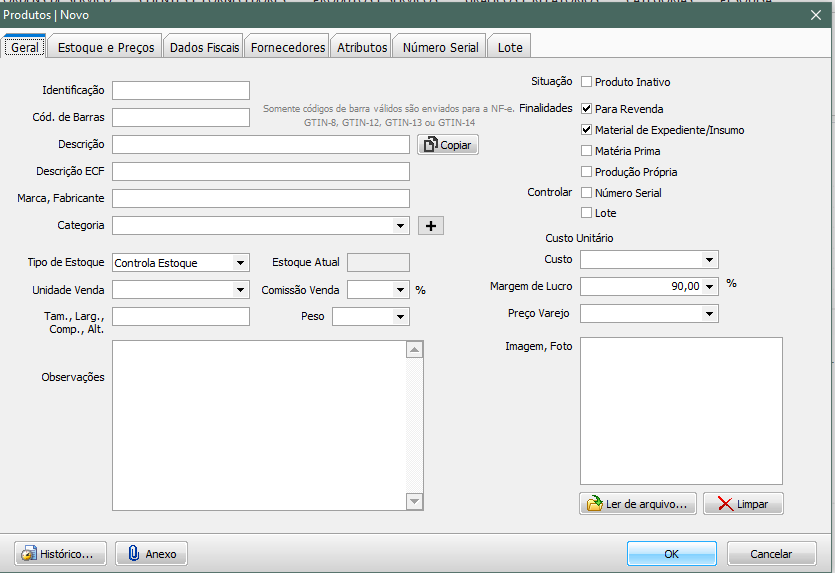 Produtos | Novo
Geral
Estoque e Preços
Dados Fiscais
Fornecedores
Atributos
Número Serial
Lote
Identificação
Cód. de Barras
Somente códigos de barra válidos são enviados para a NF-e.
GTIN-8, GTIN-12, GTIN-13 ou GTIN-14
Descrição
Copiar
Descrição ECF
Marca, Fabricante
Categoria
Tipo de Estoque
Controla Estoque
Estoque Atual
Unidade Venda
Comissão Venda
%
Tam., Larg.,
Comp., Alt.
Peso
Observações
Situação
Produto Inativo
Finalidades
Para Revenda
Material de Expediente/Insumo
Matéria Prima
Produção Própria
Controlar
Número Serial
Lote
Custo Unitário
Custo
Margem de Lucro
90,00
%
Preço Varejo
Imagem, Foto
Ler de arquivo...
Limpar
Histórico...
Anexo
OK
Cancelar